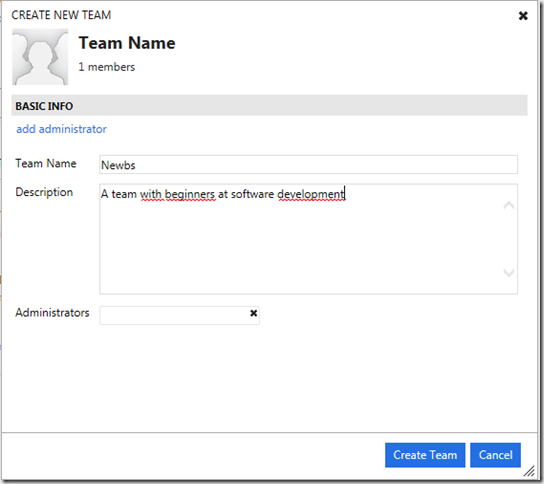 CREATE NEW TEAM
Team Name
1 members
BASIC INFO
add administrator
Team Name Newbs
Description A team with beginners at software development
Administrators
Create Team Cancel